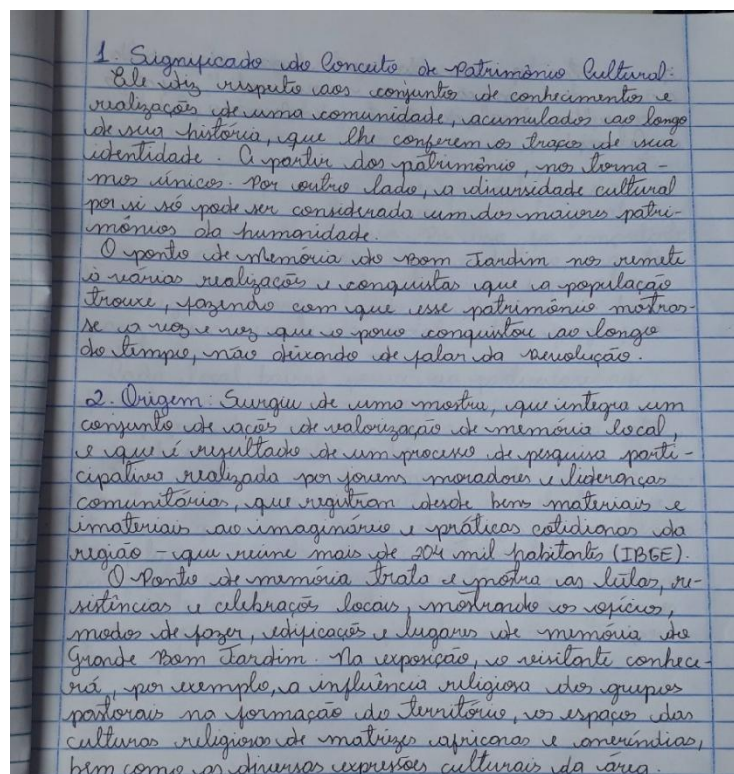 1. Significado do Conceito de Patrimônio Cultural:
Ele diz respeito aos conjuntos de conhecimentos e
realizações de uma comunidade, acumulados ao longo
de sua história, que lhe conferem os traços de sua
identidade. A partir dos patrimônio, nos torna-
mos únicos. Por outro lado, a diversidade cultural
por si só pode ser considerada um dos maiores patri-
mônios da humanidade.
O ponto de Memória do Bom Jardim nos remete
à várias realizações e conquistas que a população
trouxe, fazendo com que esse patrimônio mostras-
se a voz e vez que o povo conquistou ao longo
do tempo, não deixando de falar da revolução.
2. Origem: Surgiu de uma mostra, que integra um
conjunto de ações de valorização de memória local,
e que é resultado de um processo de pesquisa parti-
cipativo realizada por jovens moradores e lideranças
comunitárias, que registram desde bens materiais e
imateriais ao imaginário e práticas cotidianas da
região - que reúne mais de 204 mil habitantes (IBGE).
O Ponto de memória trata e mostra as lutas, re-
sistências e celebrações locais, mostrando os ofícios,
modos de fazer, edificações e lugares de memória do
Grande Bom Jardim. Na exposição, o visitante conhece-
rá, por exemplo, a influência religiosa dos grupos
pastorais na formação do território, os espaços das
culturas religiosas de matrizes africanas e ameríndias,
bem como as diversas expressões culturais da área.